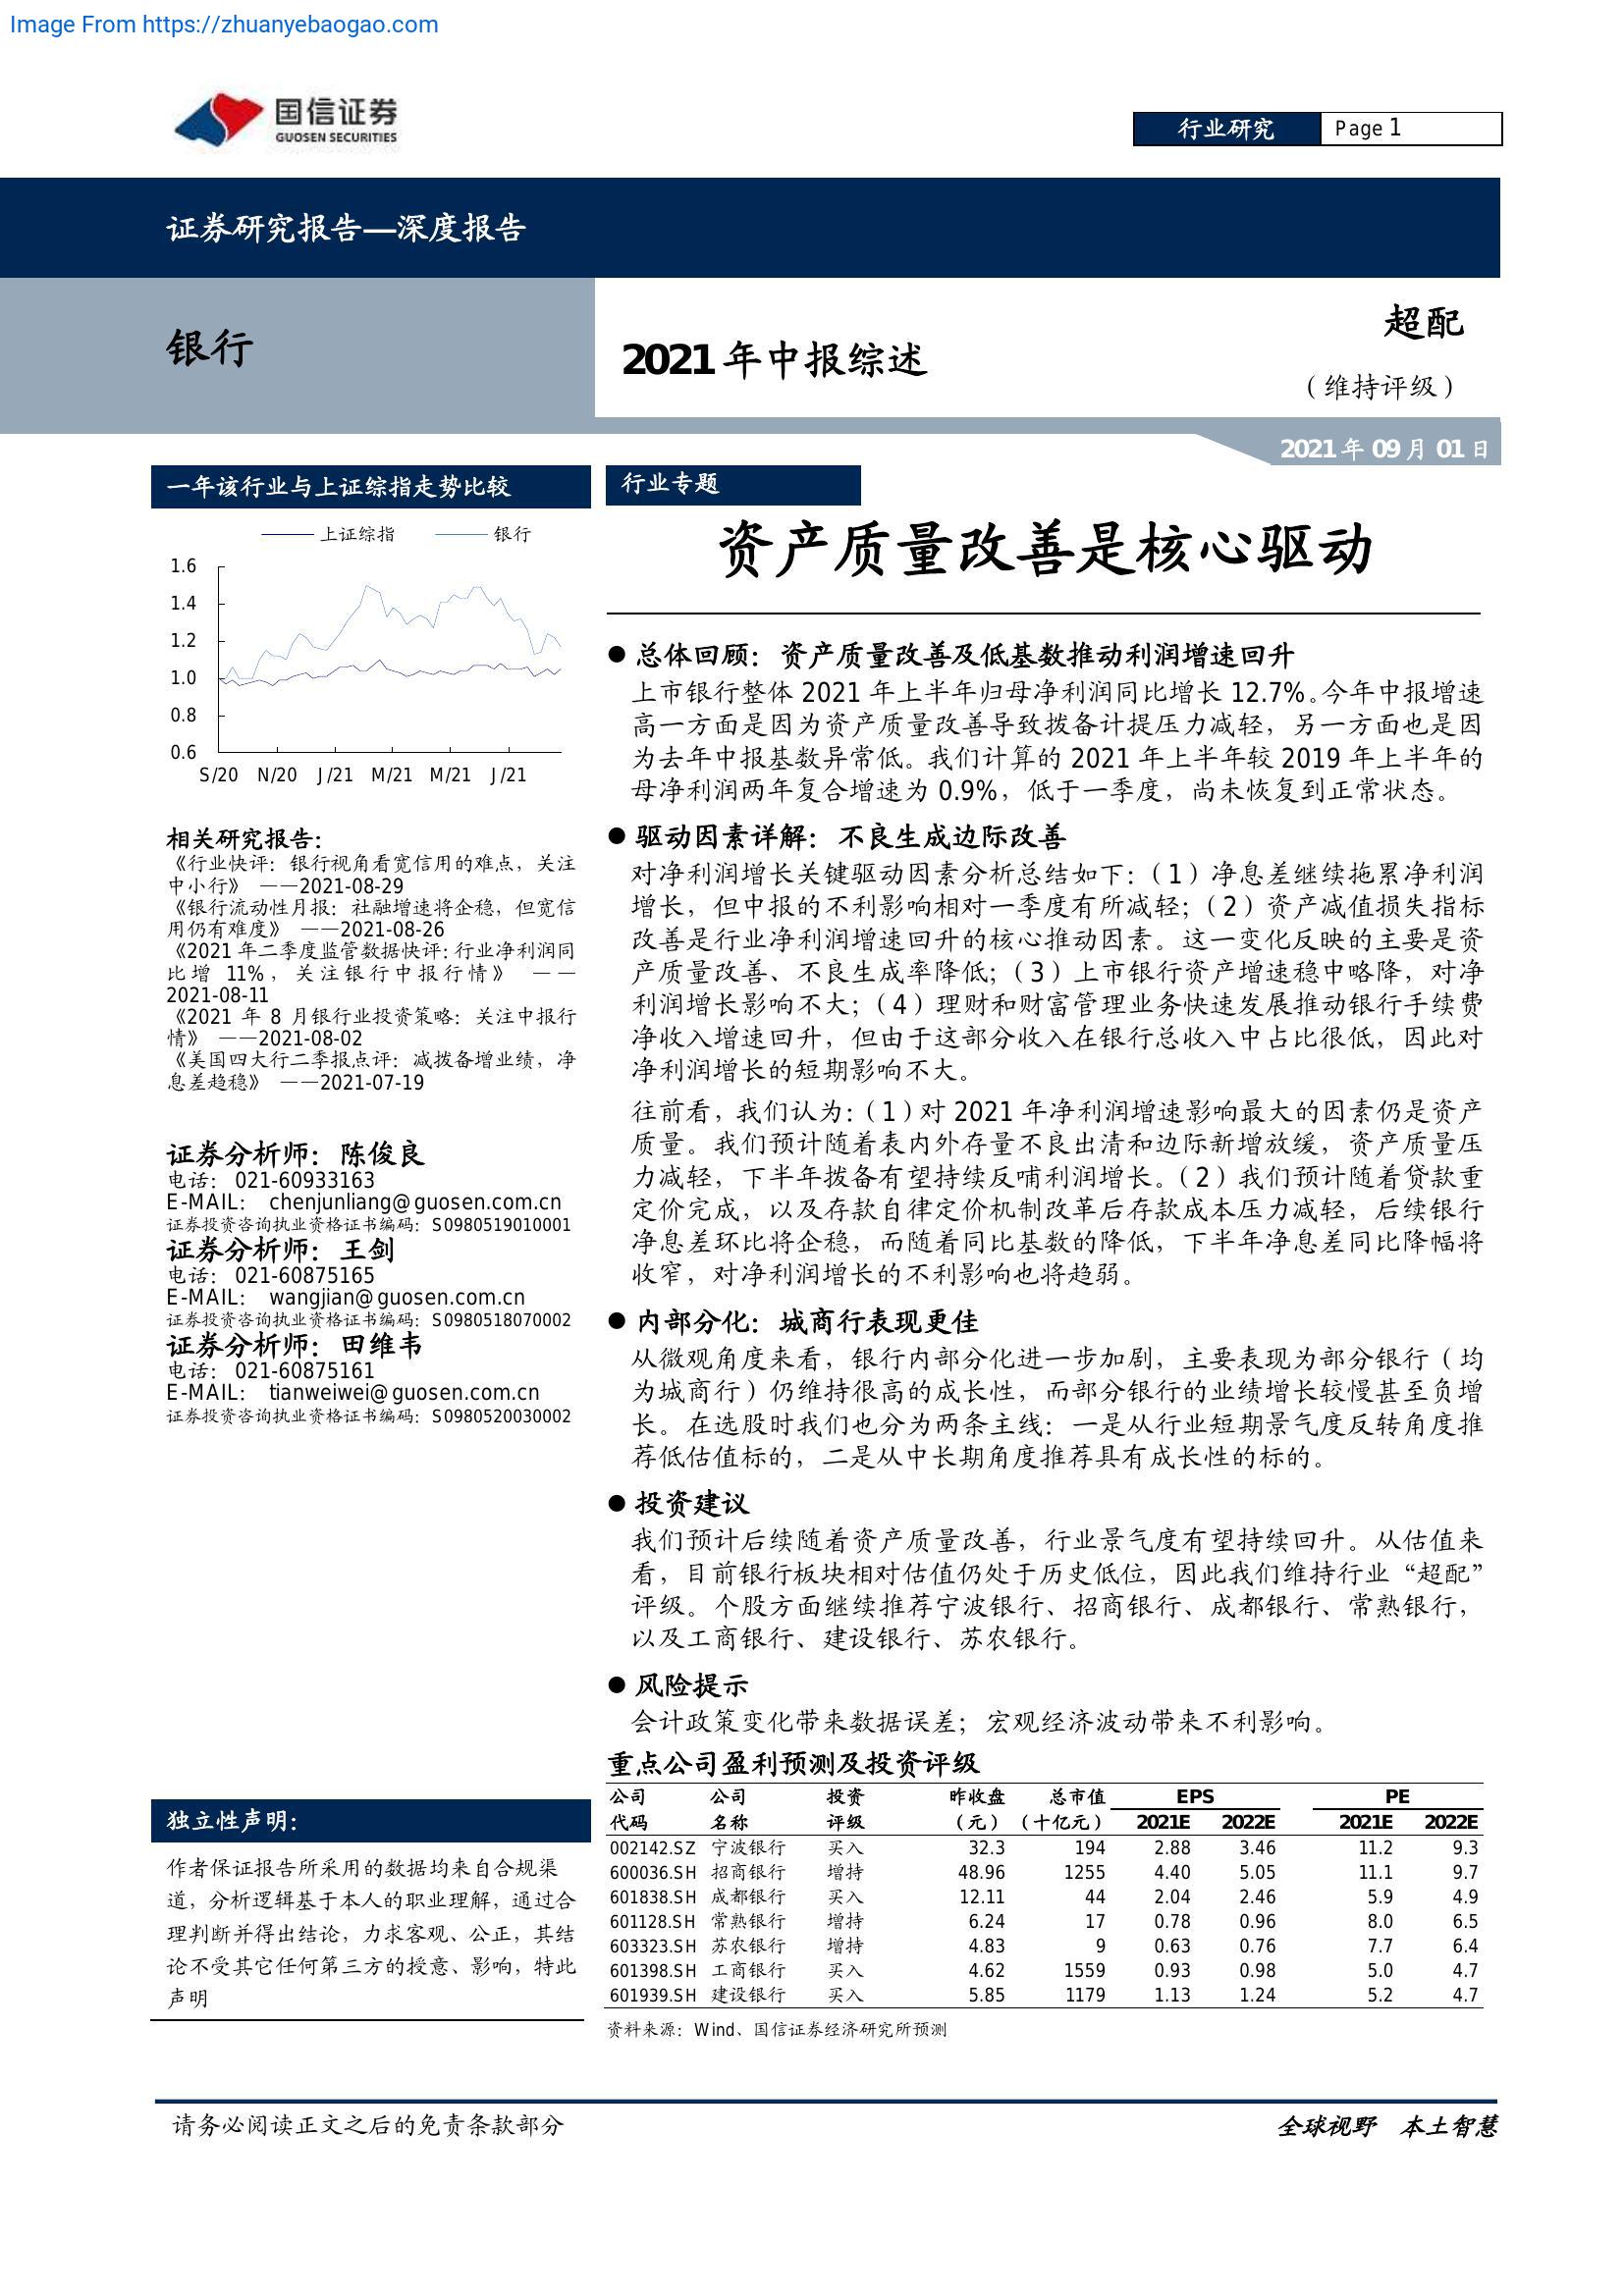 Image From https://zhuanyebaogao.com
国信证券
GUOSEN SECURITIES
行业研究
Page 1
证券研究报告—深度报告
银行
2021 年中报综述
超配
（维持评级）
2021 年 09 月 01 日
一年该行业与上证综指走势比较
上证综指 银行
1.6
1.4
1.2
1.0
0.8
0.6
S/20 N/20 J/21 M/21 M/21 J/21
相关研究报告：
《行业快评：银行视角看宽信用的难点，关注
中小行》 ——2021-08-29
《银行流动性月报：社融增速将企稳，但宽信
用仍有难度》 ——2021-08-26
《2021 年二季度监管数据快评：行业净利润同
比增 11%，关注银行中报行情》 ——
2021-08-11
《2021 年 8 月银行业投资策略：关注中报行
情》 ——2021-08-02
《美国四大行二季报点评：减拨备增业绩，净
息差趋稳》 ——2021-07-19
证券分析师：陈俊良
电话： 021-60933163
E-MAIL： chenjunliang@guosen.com.cn
证券投资咨询执业资格证书编码：S0980519010001
证券分析师：王剑
电话： 021-60875165
E-MAIL： wangjian@guosen.com.cn
证券投资咨询执业资格证书编码：S0980518070002
证券分析师：田维韦
电话： 021-60875161
E-MAIL： tianweiwei@guosen.com.cn
证券投资咨询执业资格证书编码：S0980520030002
独立性声明：
作者保证报告所采用的数据均来自合规渠
道，分析逻辑基于本人的职业理解，通过合
理判断并得出结论，力求客观、公正，其结
论不受其它任何第三方的授意、影响，特此
声明
行业专题
资产质量改善是核心驱动
● 总体回顾：资产质量改善及低基数推动利润增速回升
上市银行整体 2021 年上半年归母净利润同比增长 12.7%。今年中报增速
高一方面是因为资产质量改善导致拨备计提压力减轻，另一方面也是因
为去年中报基数异常低。我们计算的 2021 年上半年较 2019 年上半年的
母净利润两年复合增速为 0.9%，低于一季度，尚未恢复到正常状态。
● 驱动因素详解：不良生成边际改善
对净利润增长关键驱动因素分析总结如下：（1）净息差继续拖累净利润
增长，但中报的不利影响相对一季度有所减轻；（2）资产减值损失指标
改善是行业净利润增速回升的核心推动因素。这一变化反映的主要是资
产质量改善、不良生成率降低；（3）上市银行资产增速稳中略降，对净
利润增长影响不大；（4）理财和财富管理业务快速发展推动银行手续费
净收入增速回升，但由于这部分收入在银行总收入中占比很低，因此对
净利润增长的短期影响不大。
往前看，我们认为：（1）对 2021 年净利润增速影响最大的因素仍是资产
质量。我们预计随着表内外存量不良出清和边际新增放缓，资产质量压
力减轻，下半年拨备有望持续反哺利润增长。（2）我们预计随着贷款重
定价完成，以及存款自律定价机制改革后存款成本压力减轻，后续银行
净息差环比将企稳，而随着同比基数的降低，下半年净息差同比降幅将
收窄，对净利润增长的不利影响也将趋弱。
● 内部分化：城商行表现更佳
从微观角度来看，银行内部分化进一步加剧，主要表现为部分银行（均
为城商行）仍维持很高的成长性，而部分银行的业绩增长较慢甚至负增
长。在选股时我们也分为两条主线：一是从行业短期景气度反转角度推
荐低估值标的，二是从中长期角度推荐具有成长性的标的。
● 投资建议
我们预计后续随着资产质量改善，行业景气度有望持续回升。从估值来
看，目前银行板块相对估值仍处于历史低位，因此我们维持行业“超配”
评级。个股方面继续推荐宁波银行、招商银行、成都银行、常熟银行，
以及工商银行、建设银行、苏农银行。
● 风险提示
会计政策变化带来数据误差；宏观经济波动带来不利影响。
重点公司盈利预测及投资评级
公司 公司 投资 昨收盘 总市值 EPS PE
代码 名称 评级 （元） （十亿元） 2021E 2022E 2021E 2022E
002142.SZ 宁波银行 买入 32.3 194 2.88 3.46 11.2 9.3
600036.SH 招商银行 增持 48.96 1255 4.40 5.05 11.1 9.7
601838.SH 成都银行 买入 12.11 44 2.04 2.46 5.9 4.9
601128.SH 常熟银行 增持 6.24 17 0.78 0.96 8.0 6.5
603323.SH 苏农银行 增持 4.83 9 0.63 0.76 7.7 6.4
601398.SH 工商银行 买入 4.62 1559 0.93 0.98 5.0 4.7
601939.SH 建设银行 买入 5.85 1179 1.13 1.24 5.2 4.7
资料来源：Wind、国信证券经济研究所预测
请务必阅读正文之后的免责条款部分
全球视野 本土智慧